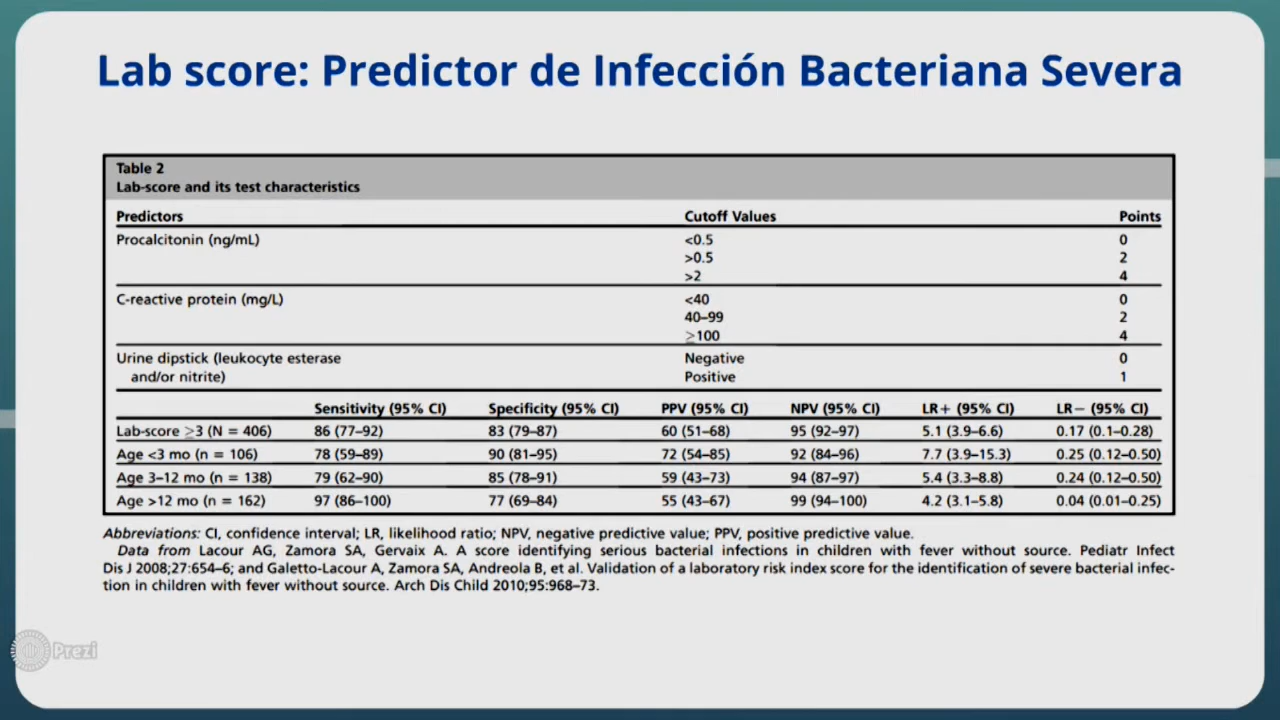 Lab score: Predictor de Infección Bacteriana Severa
Table 2
Lab-score and its test characteristics
Predictors Cutoff Values Points
Procalcitonin (ng/mL) <0.5 0
>0.5 2
>2 4
C-reactive protein (mg/L) <40 0
40–99 2
≥100 4
Urine dipstick (leukocyte esterase Negative 0
and/or nitrite) Positive 1
Sensitivity (95% CI) Specificity (95% CI) PPV (95% CI) NPV (95% CI) LR+ (95% CI) LR− (95% CI)
Lab-score ≥3 (N = 406) 86 (77–92) 83 (79–87) 60 (51–68) 95 (92–97) 5.1 (3.9–6.6) 0.17 (0.1–0.28)
Age <3 mo (n = 106) 78 (59–89) 90 (81–95) 72 (54–85) 92 (84–96) 7.7 (3.9–15.3) 0.25 (0.12–0.50)
Age 3–12 mo (n = 138) 79 (62–90) 85 (78–91) 59 (43–73) 94 (87–97) 5.4 (3.3–8.8) 0.24 (0.12–0.50)
Age >12 mo (n = 162) 97 (86–100) 77 (69–84) 55 (43–67) 99 (94–100) 4.2 (3.1–5.8) 0.04 (0.01–0.25)
Abbreviations: CI, confidence interval; LR, likelihood ratio; NPV, negative predictive value; PPV, positive predictive value.
Data from Lacour AG, Zamora SA, Gervaix A. A score identifying serious bacterial infections in children with fever without source. Pediatr Infect
Dis J 2008;27:654–6; and Galetto-Lacour A, Zamora SA, Andreola B, et al. Validation of a laboratory risk index score for the identification of severe bacterial infec-
tion in children with fever without source. Arch Dis Child 2010;95:968–73.
Prezi